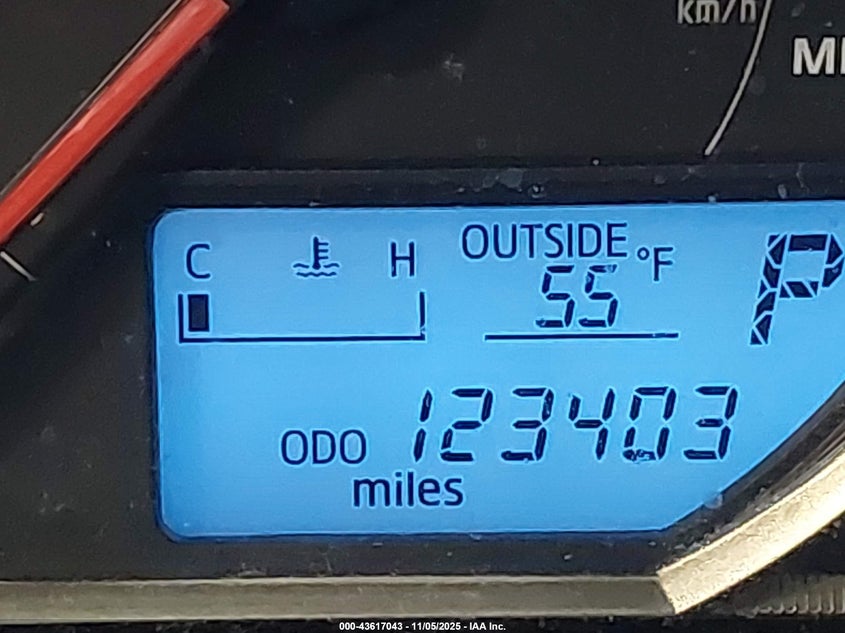 km/h
OUTSIDE
C H °F
55
P
ODO 123403
miles
000-43617043 - 11/05/2025 - IAA Inc.